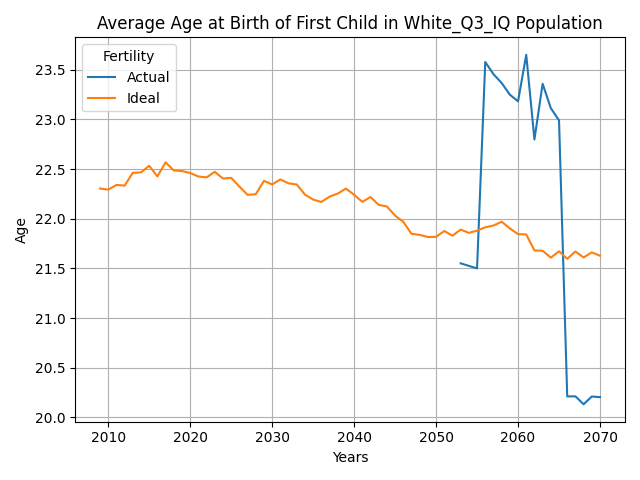 Average Age at Birth of First Child in White_Q3_IQ Population
Fertility
Actual
Ideal
Age
23.5
23.0
22.5
22.0
21.5
21.0
20.5
20.0
2010 2020 2030 2040 2050 2060 2070
Years